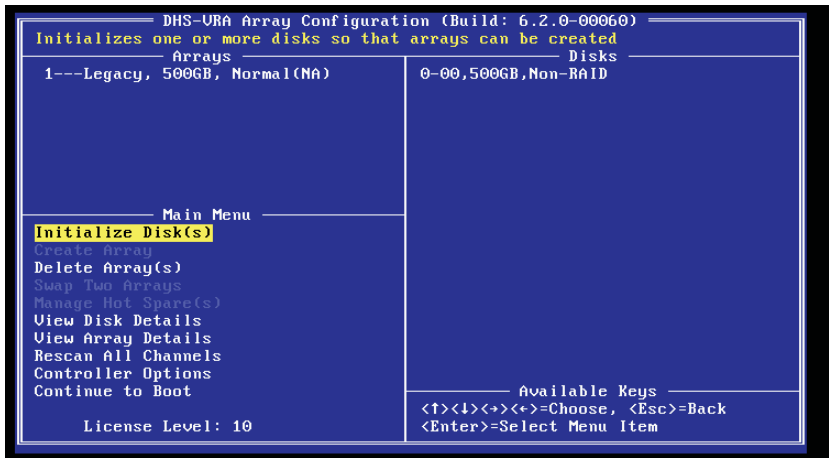 DHS-VRA Array Configurati on (Build: 6.2.0-00060)
Initializes one or more disks so that arrays can be created
Arrays
1---Legacy, 500GB, Normal(NA)
Disks
0-00,500GB,Non-RAID
Main Menu
Initialize Disk(s)
Create Array
Delete Array(s)
Swap Two Arrays
Manage Hot Spare(s)
View Disk Details
View Array Details
Rescan All Channels
Controller Options
Continue to Boot
License Level: 10
Available Keys
<↑><↓><→><←>=Choose, <Esc>=Back
<Enter>=Select Menu Item